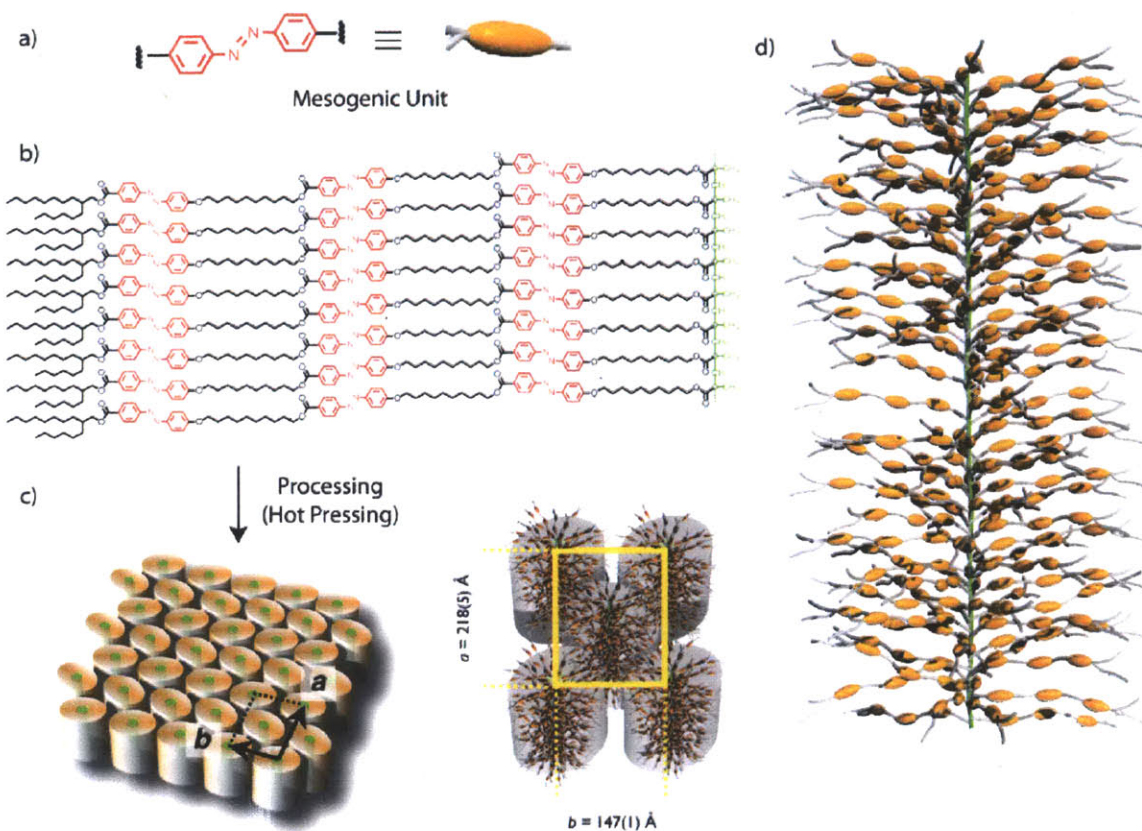 a)
N
N
≡
Mesogenic Unit
d)
b)
c)
Processing
(Hot Pressing)
a
b
a = 218(5) Å
b = 147(1) Å